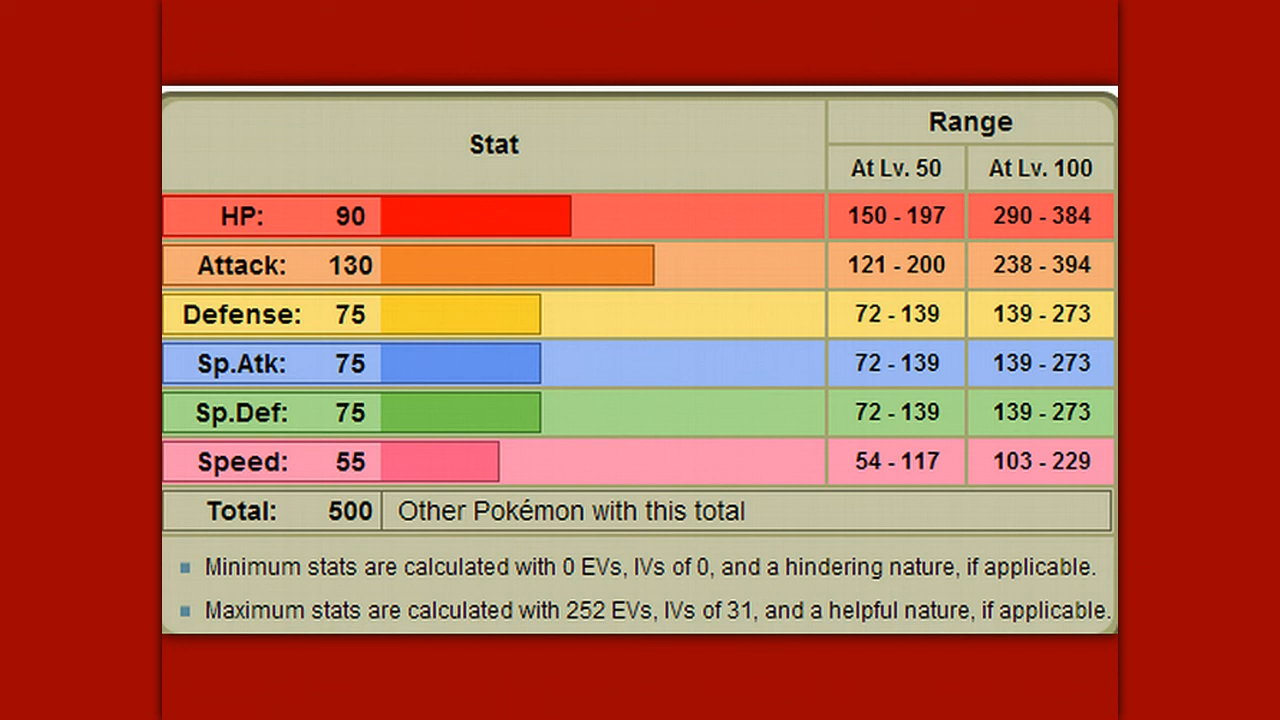 Stat Range
At Lv. 50 At Lv. 100
HP: 90 150 - 197 290 - 384
Attack: 130 121 - 200 238 - 394
Defense: 75 72 - 139 139 - 273
Sp.Atk: 75 72 - 139 139 - 273
Sp.Def: 75 72 - 139 139 - 273
Speed: 55 54 - 117 103 - 229
Total: 500 Other Pokémon with this total
Minimum stats are calculated with 0 EVs, IVs of 0, and a hindering nature, if applicable.
Maximum stats are calculated with 252 EVs, IVs of 31, and a helpful nature, if applicable.